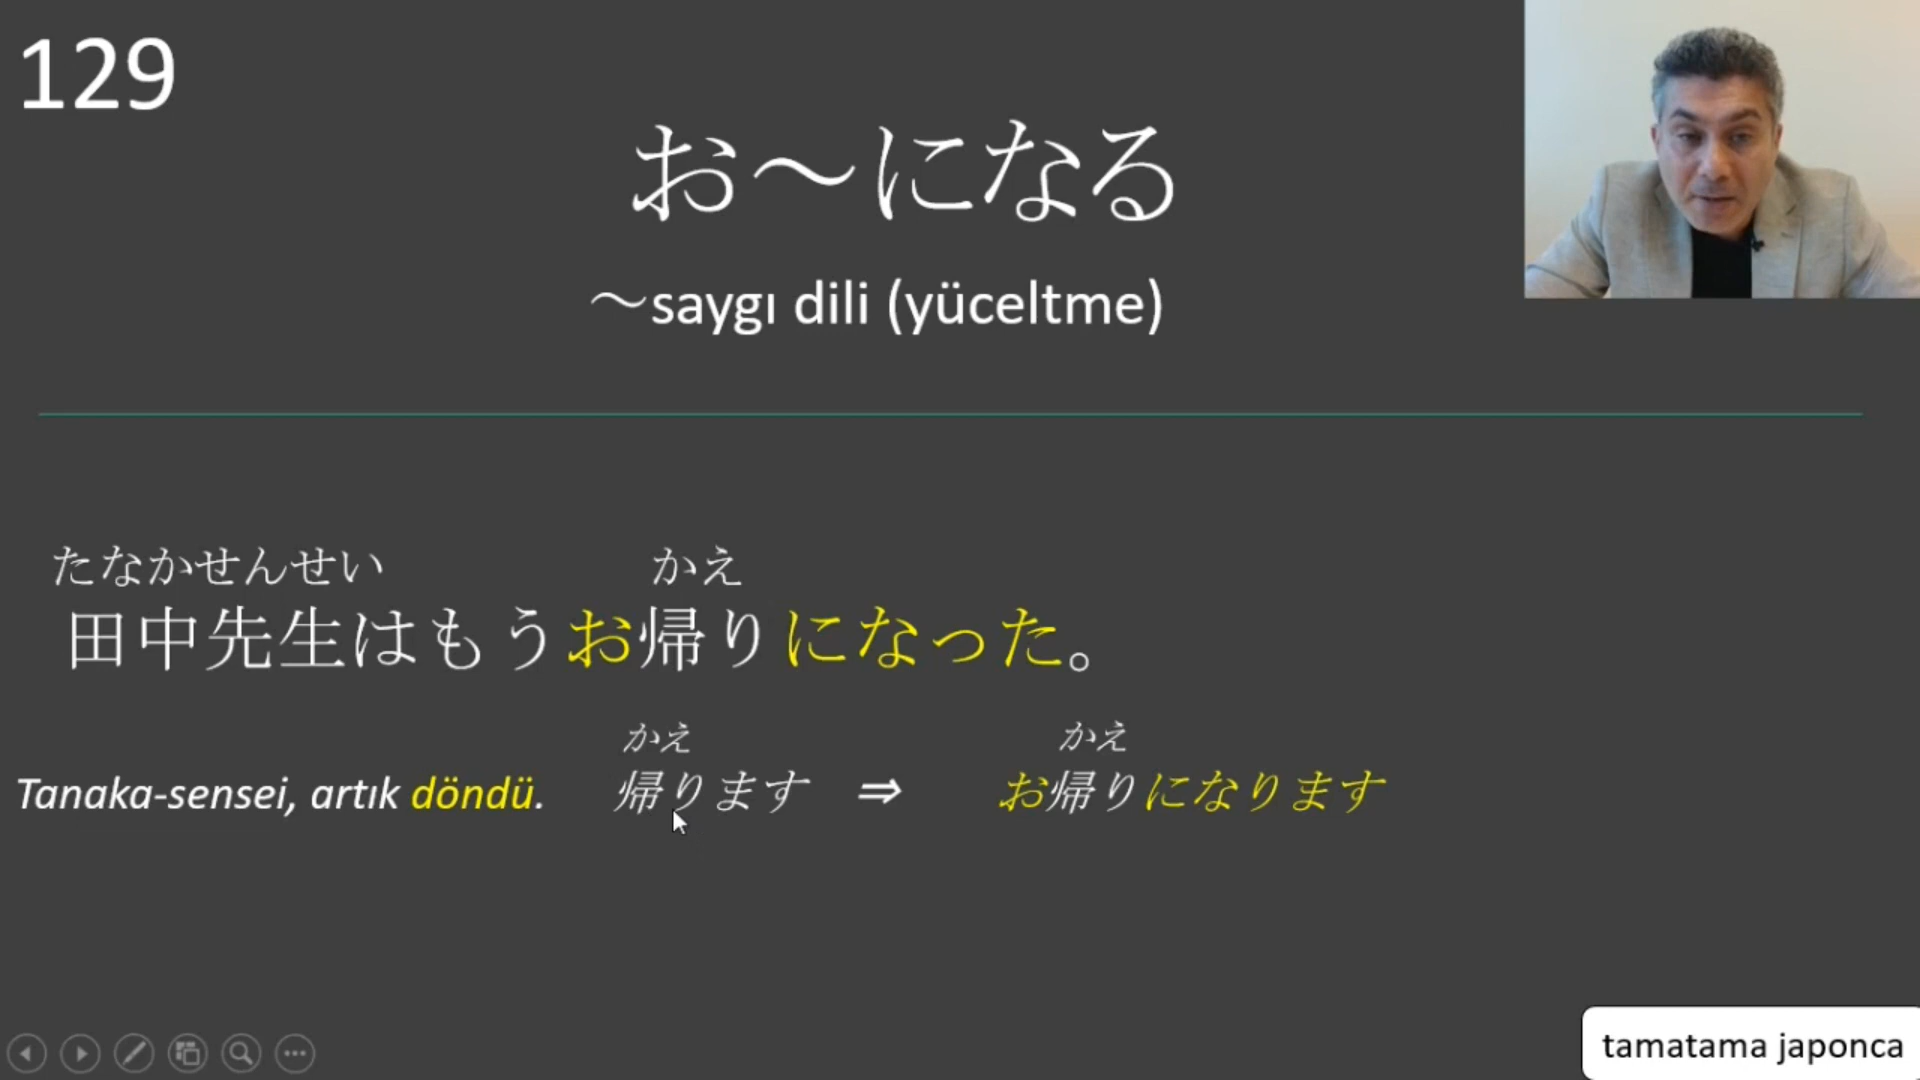 129
お～になる
～saygı dili (yüceltme)
たなかせんせい かえ
田中先生はもうお帰りになった。
かえ かえ
Tanaka-sensei, artık döndü. 帰ります ⇒ お帰りになります
tamatama japonca